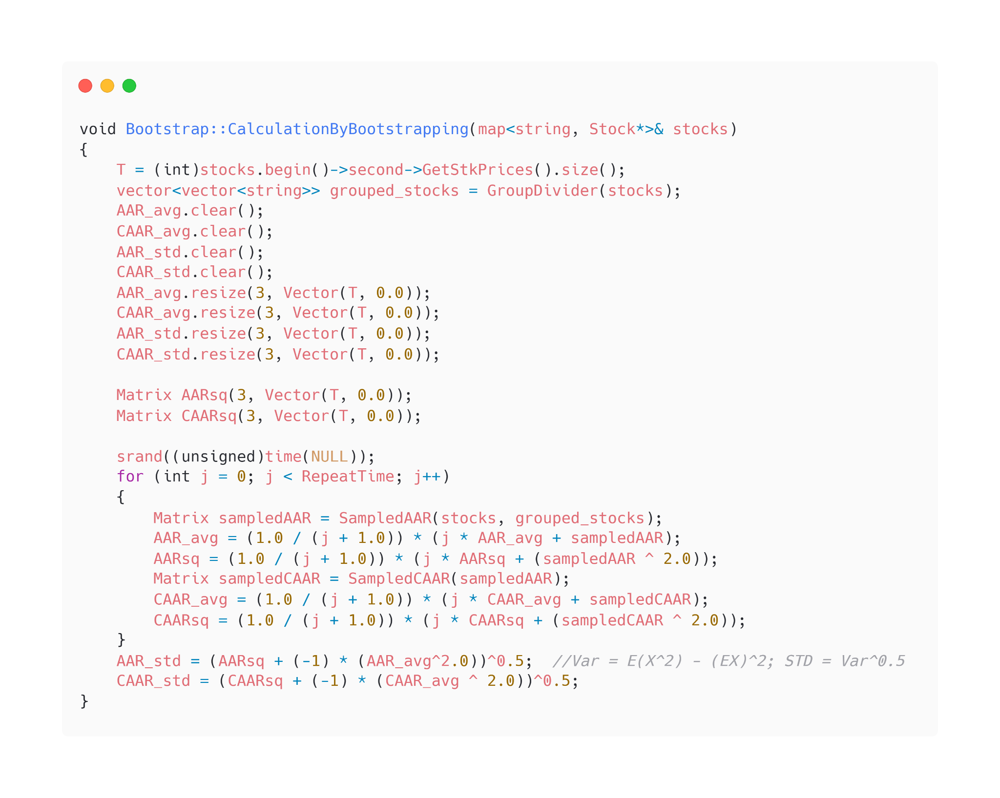 void Bootstrap::CalculationByBootstrapping(map<string, Stock*>& stocks)
{
    T = (int)stocks.begin()->second->GetStkPrices().size();
    vector<vector<string>> grouped_stocks = GroupDivider(stocks);
    AAR_avg.clear();
    CAAR_avg.clear();
    AAR_std.clear();
    CAAR_std.clear();
    AAR_avg.resize(3, Vector(T, 0.0));
    CAAR_avg.resize(3, Vector(T, 0.0));
    AAR_std.resize(3, Vector(T, 0.0));
    CAAR_std.resize(3, Vector(T, 0.0));

    Matrix AARsq(3, Vector(T, 0.0));
    Matrix CAARsq(3, Vector(T, 0.0));

    srand((unsigned)time(NULL));
    for (int j = 0; j < RepeatTime; j++)
    {
        Matrix sampledAAR = SampledAAR(stocks, grouped_stocks);
        AAR_avg = (1.0 / (j + 1.0)) * (j * AAR_avg + sampledAAR);
        AARsq = (1.0 / (j + 1.0)) * (j * AARsq + (sampledAAR ^ 2.0));
        Matrix sampledCAAR = SampledCAAR(sampledAAR);
        CAAR_avg = (1.0 / (j + 1.0)) * (j * CAAR_avg + sampledCAAR);
        CAARsq = (1.0 / (j + 1.0)) * (j * CAARsq + (sampledCAAR ^ 2.0));
    }
    AAR_std = (AARsq + (-1) * (AAR_avg^2.0))^0.5;  //Var = E(X^2) - (EX)^2; STD = Var^0.5
    CAAR_std = (CAARsq + (-1) * (CAAR_avg ^ 2.0))^0.5;
}